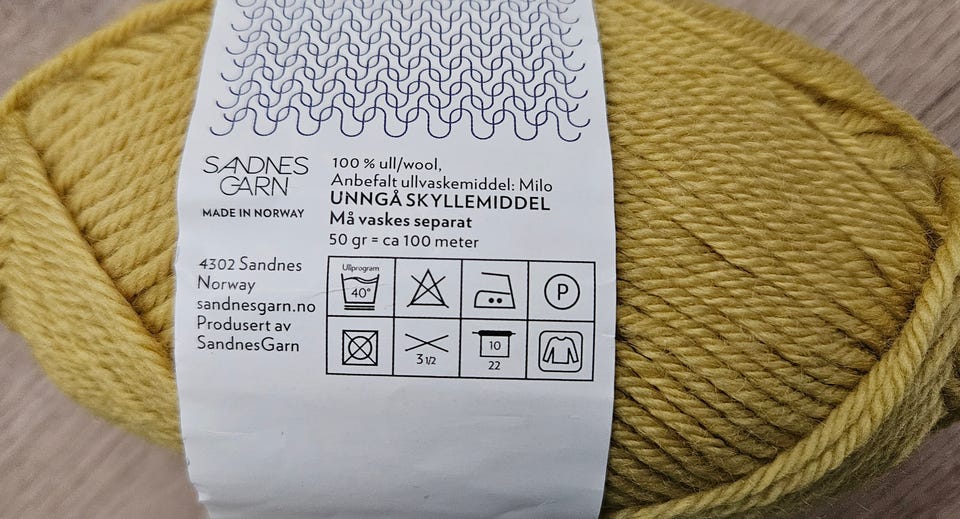 SANDNES
GARN
MADE IN NORWAY
4302 Sandnes
Norway
sandnesgarn.no
Produsert av
SandnesGarn
100 % ull/wool,
Anbefalt ullvaskemiddel: Milo
UNNGÅ SKYLLEMIDDEL
Må vaskes separat
50 gr = ca 100 meter
Ullprogram
40°
P
3 1/2
10
22